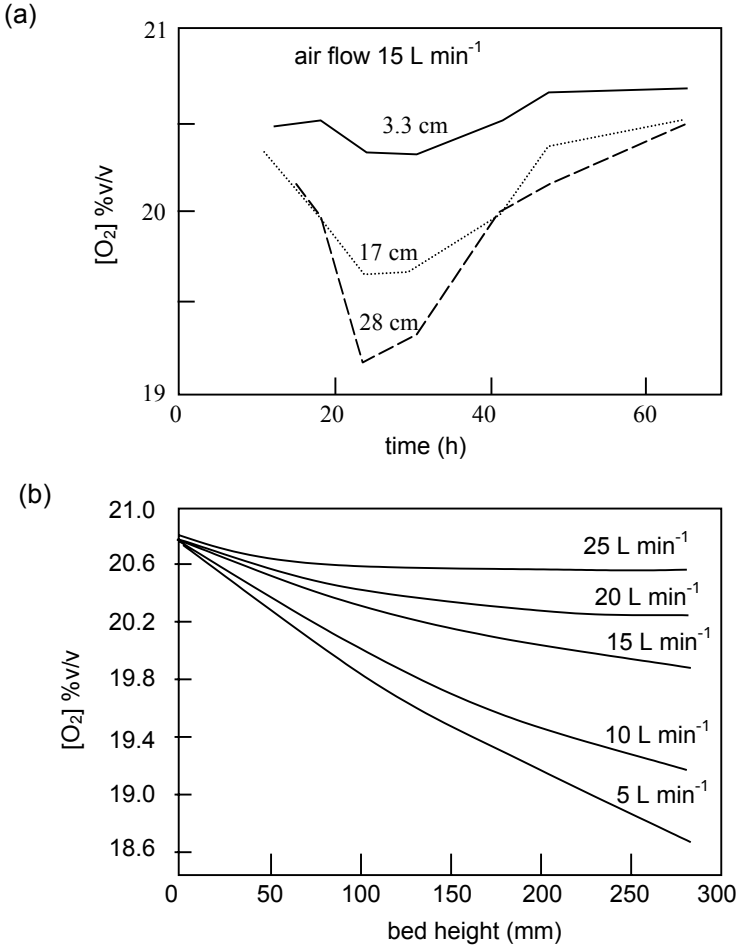 (a)
21
air flow 15 L min⁻¹
3.3 cm
[O₂] %v/v
20
17 cm
28 cm
19
0
20
40
60
time (h)
(b)
21.0
25 L min⁻¹
20.6
20 L min⁻¹
20.2
15 L min⁻¹
19.8
[O₂] %v/v
19.4
10 L min⁻¹
19.0
5 L min⁻¹
18.6
0
50
100
150
200
250
300
bed height (mm)